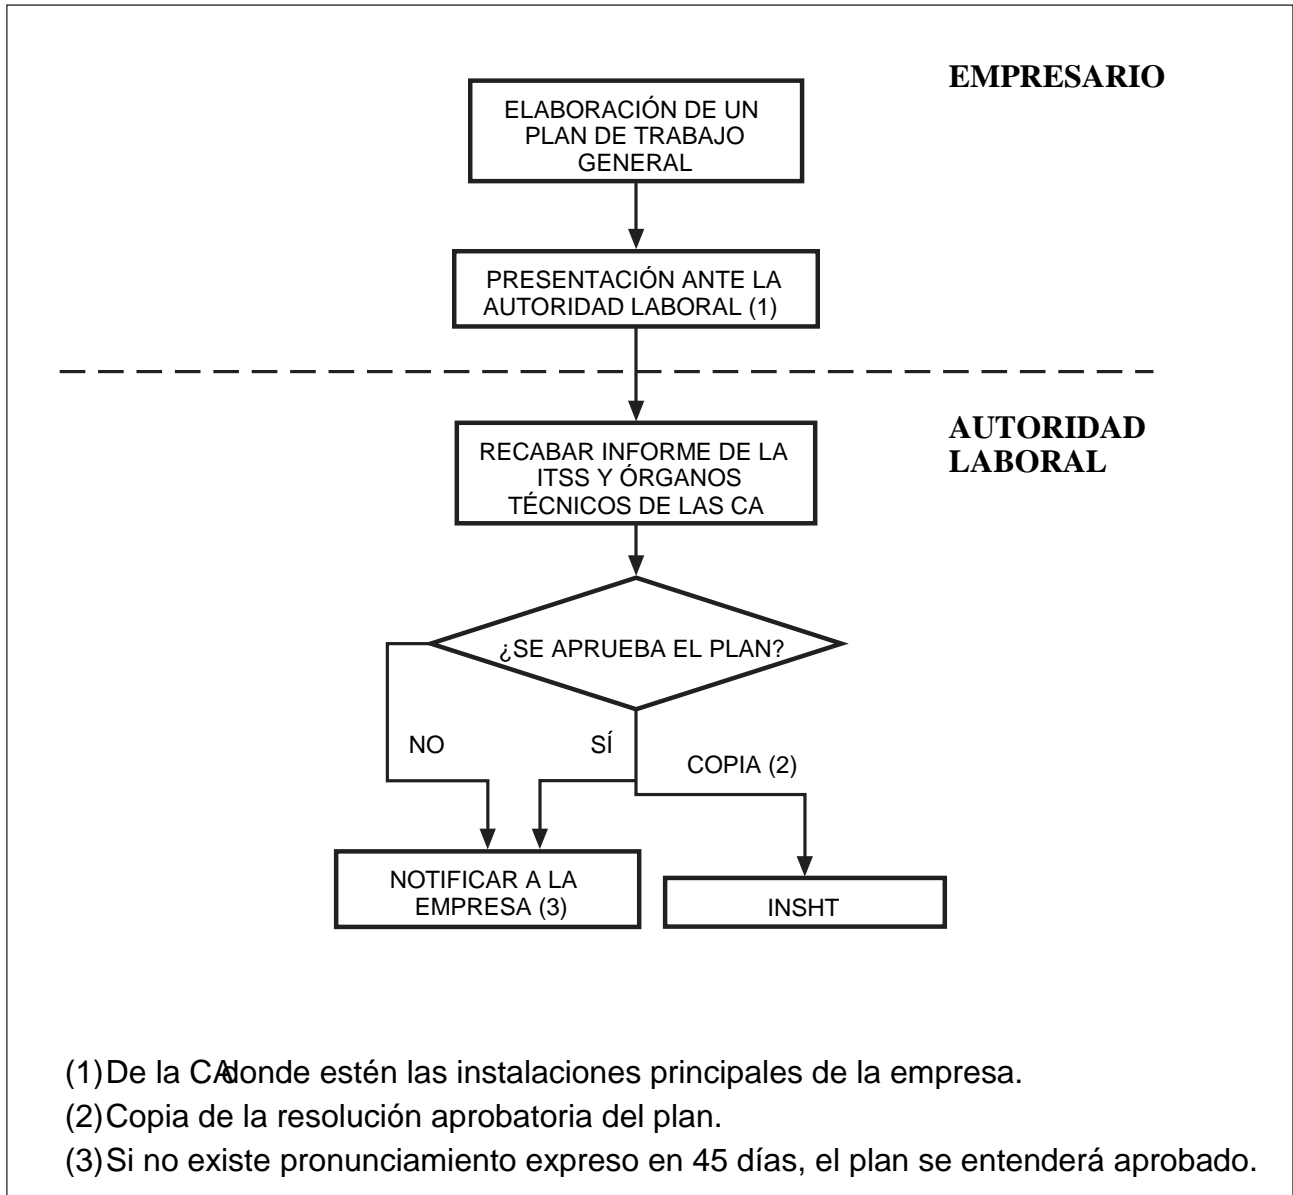 EMPRESARIO
ELABORACIÓN DE UN
PLAN DE TRABAJO
GENERAL
PRESENTACIÓN ANTE LA
AUTORIDAD LABORAL (1)
AUTORIDAD
LABORAL
RECABAR INFORME DE LA
ITSS Y ÓRGANOS
TÉCNICOS DE LAS CA
¿SE APRUEBA EL PLAN?
NO
SÍ
COPIA (2)
NOTIFICAR A LA
EMPRESA (3)
INSHT
(1) De la CA donde estén las instalaciones principales de la empresa.
(2) Copia de la resolución aprobatoria del plan.
(3) Si no existe pronunciamiento expreso en 45 días, el plan se entenderá aprobado.